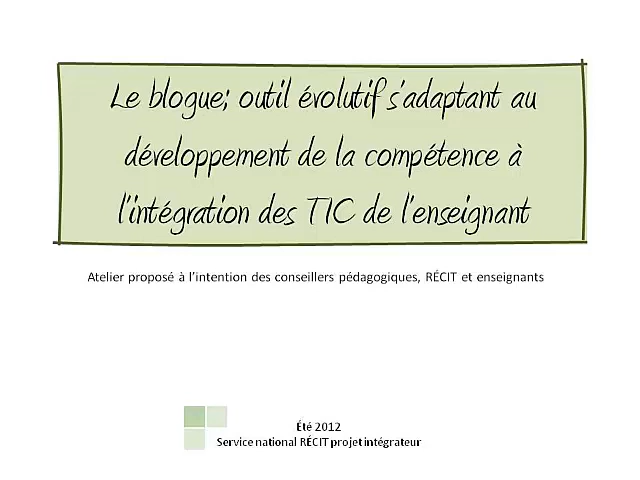 Le blogue; outil évolutif s'adaptant au
développement de la compétence à
l'intégration des TIC de l'enseignant
Atelier proposé à l'intention des conseillers pédagogiques, RÉCIT et enseignants
Été 2012
Service national RÉCIT projet intégrateur